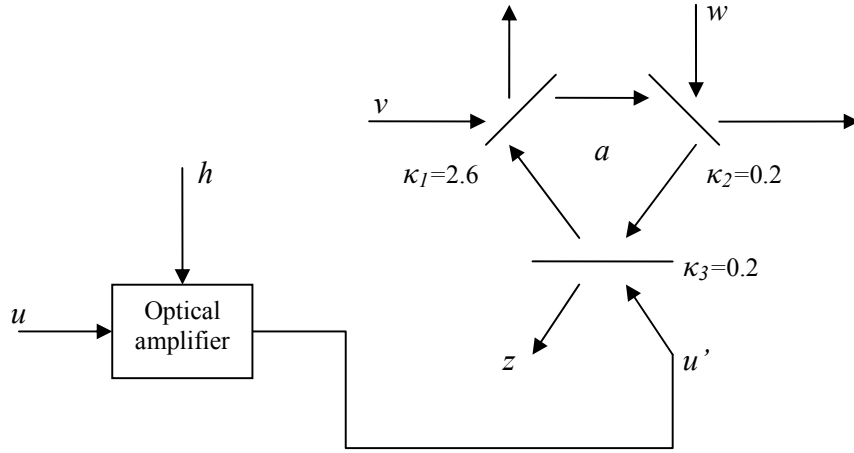 w
v
a
κ1=2.6
κ2=0.2
h
κ3=0.2
u
Optical
amplifier
z
u’